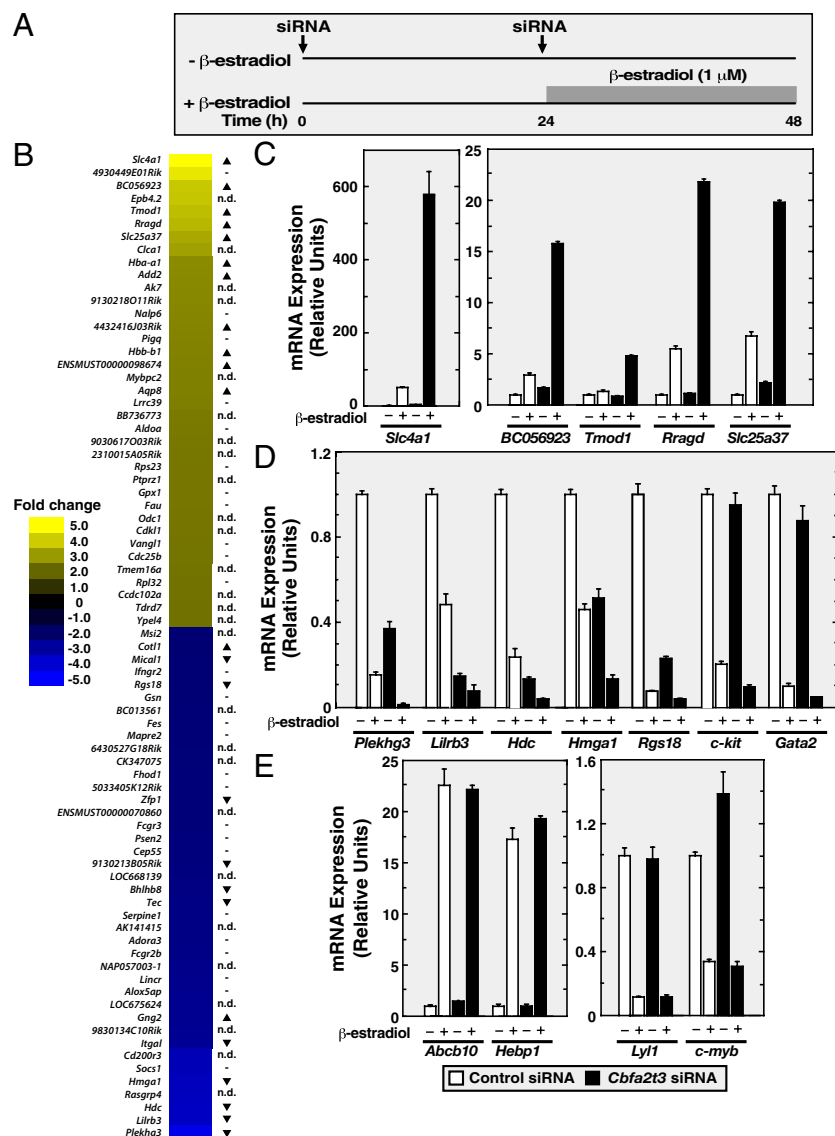 A
siRNA siRNA
- β-estradiol
β-estradiol (1 μM)
+ β-estradiol
Time (h) 0 24 48
B
Slc4a1 ▲
4930449E01Rik -
BC056923 ▲
Epb4.2 n.d.
Tmod1 ▲
Rragd ▲
Slc25a37 ▲
Clca1 n.d.
Hba-a1 ▲
Add2 ▲
Ak7 n.d.
9130218O11Rik n.d.
Nalp6 -
4432416J03Rik ▲
Pigq -
Hbb-b1 ▲
ENSMUST00000098674 ▲
Mybpc2 n.d.
Aqp8 ▲
Lrrc39 -
BB736773 n.d.
Aldoa -
9030617O03Rik n.d.
2310015A05Rik n.d.
Rps23 -
Ptprz1 n.d.
Gpx1 -
Fau -
Odc1 n.d.
Cdkl1 n.d.
Vangl1 -
Cdc25b -
Tmem16a n.d.
Rpl32 -
Ccdc102a n.d.
Tdrd7 n.d.
Ypel4 n.d.
Msi2 n.d.
Cotl1 ▲
Mical1 ▼
Ifngr2 -
Rgs18 ▼
Gsn -
BC013561 n.d.
Fes -
Mapre2 -
6430527G18Rik n.d.
CK347075 n.d.
Fhod1 -
5033405K12Rik -
Zfp1 ▼
ENSMUST00000070860 n.d.
Fcgr3 -
Psen2 -
Cep55 -
9130213B05Rik ▼
LOC668139 n.d.
Bhlhb8 ▼
Tec ▼
Serpine1 -
AK141415 n.d.
Adora3 -
Fcgr2b -
NAP057003-1 n.d.
Lincr -
Alox5ap -
LOC675624 n.d.
Gng2 ▲
9830134C10Rik n.d.
Itgal ▼
Cd200r3 n.d.
Socs1 -
Hmga1 ▼
Rasgrp4 n.d.
Hdc ▼
Lilrb3 ▼
Plekhg3 ▼
Fold change
5.0
4.0
3.0
2.0
1.0
0
-1.0
-2.0
-3.0
-4.0
-5.0
C
mRNA Expression
(Relative Units)
600
400
200
0
25
20
15
10
5
0
β-estradiol − + − + − + − + − + − + − + − + − + − +
Slc4a1 BC056923 Tmod1 Rragd Slc25a37
D
mRNA Expression
(Relative Units)
1.2
0.8
0.4
0
β-estradiol − + − + − + − + − + − + − + − + − + − + − + − + − + − +
Plekhg3 Lilrb3 Hdc Hmga1 Rgs18 c-kit Gata2
E
mRNA Expression
(Relative Units)
25
20
15
10
5
0
1.6
1.2
0.8
0.4
0
β-estradiol − + − + − + − + − + − + − + − +
Abcb10 Hebp1 Lyl1 c-myb
Control siRNA Cbfa2t3 siRNA